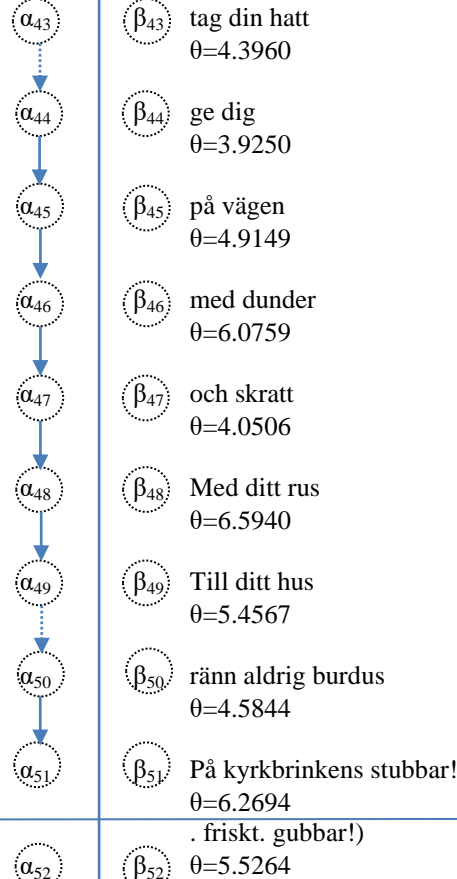 α43 β43 tag din hatt
θ=4.3960
α44 β44 ge dig
θ=3.9250
α45 β45 på vägen
θ=4.9149
α46 β46 med dunder
θ=6.0759
α47 β47 och skratt
θ=4.0506
α48 β48 Med ditt rus
θ=6.5940
α49 β49 Till ditt hus
θ=5.4567
α50 β50 ränn aldrig burdus
θ=4.5844
α51 β51 På kyrkbrinkens stubbar!
θ=6.2694
. friskt. gubbar!)
α52 β52 θ=5.5264